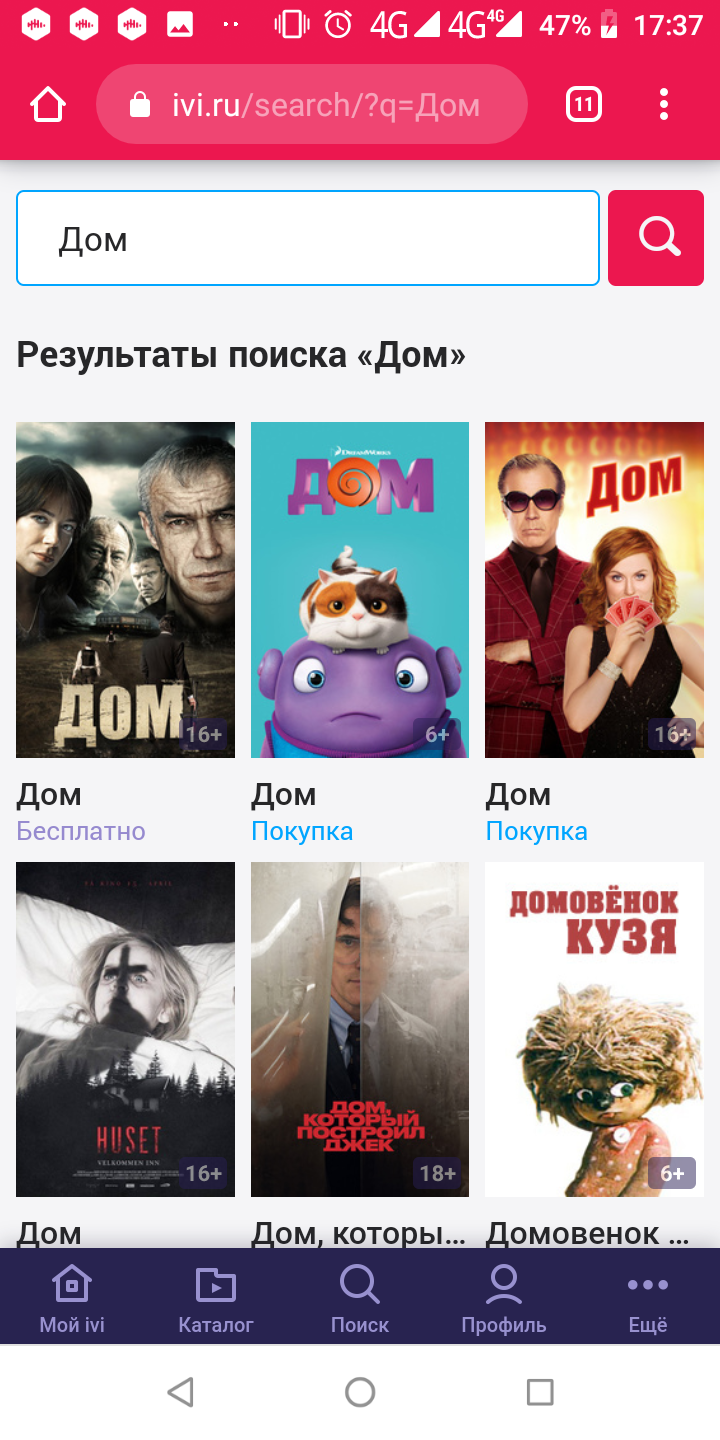 4G 4G 4G 47% 17:37
ivi.ru/search/?q=Дом
11
Дом
Результаты поиска «Дом»
ДОМ
16+
DREAMWORKS
ДОМ
6+
ДОМ
16+
Дом
Дом
Дом
Бесплатно
Покупка
Покупка
HUSET
VELKOMMEN INN
16+
ДОМ,
КОТОРЫЙ
ПОСТРОИЛ
ДЖЕК
18+
ДОМОВЁНОК
КУЗЯ
6+
Дом
Дом, которы...
Домовенок ...
Мой ivi
Каталог
Поиск
Профиль
Ещё